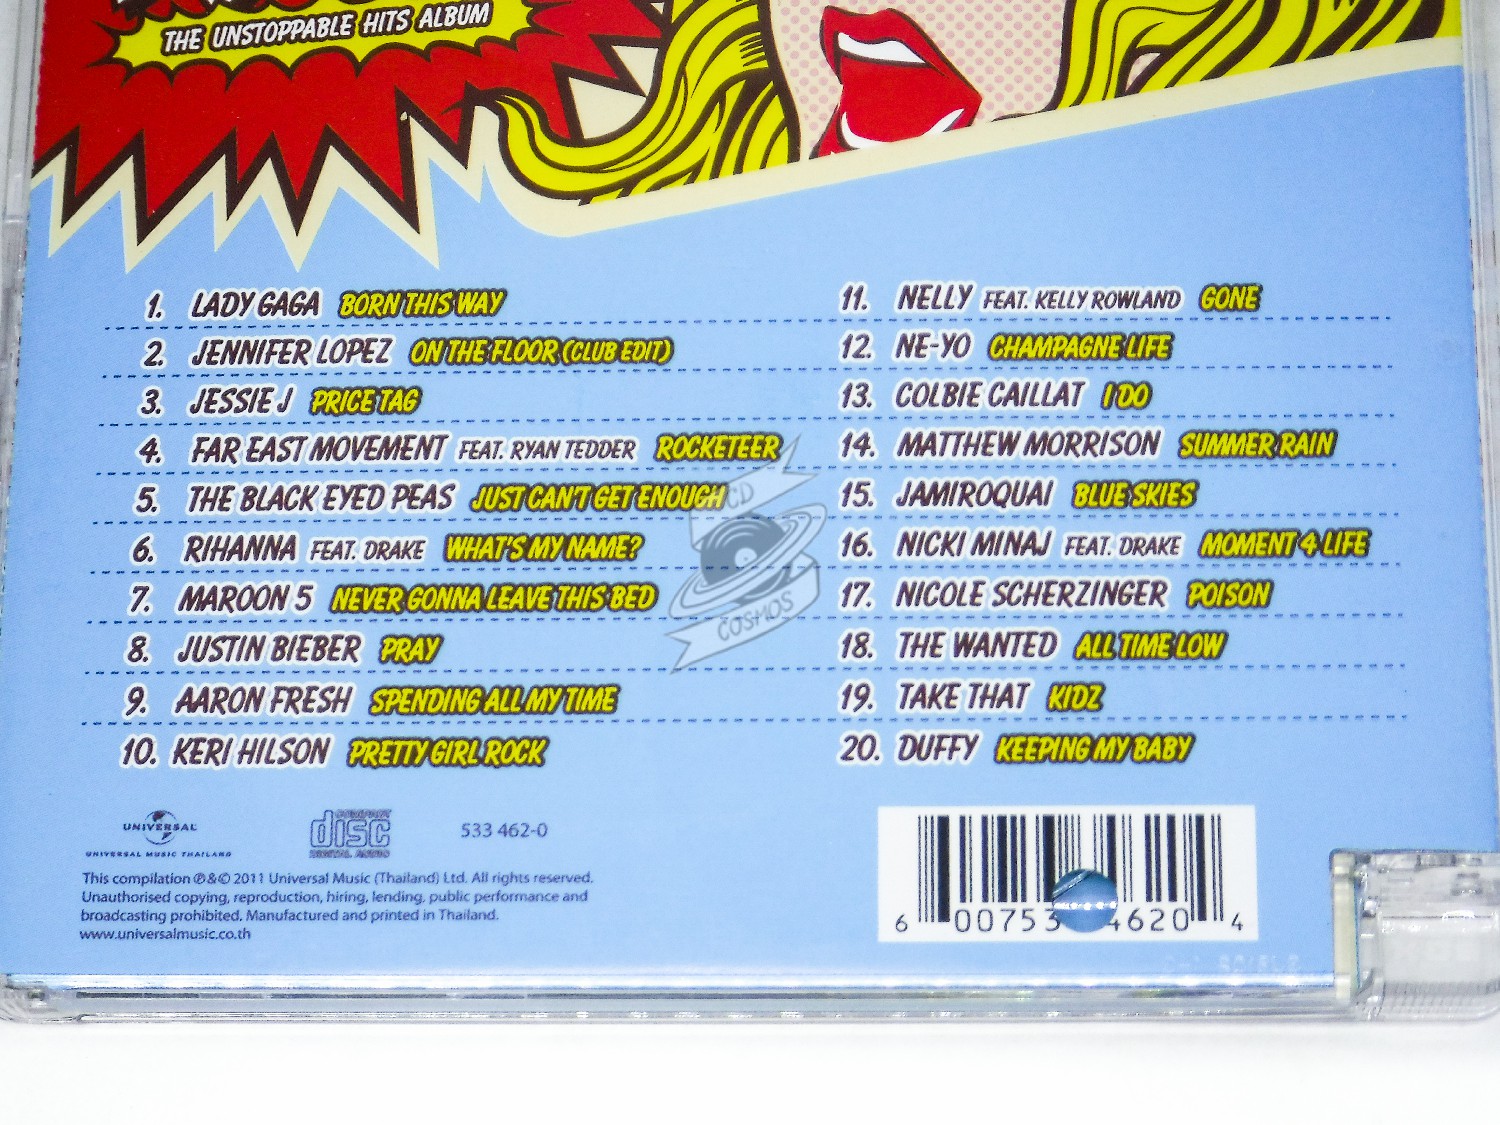 THE UNSTOPPABLE HITS ALBUM
1. LADY GAGA BORN THIS WAY
2. JENNIFER LOPEZ ON THE FLOOR (CLUB EDIT)
3. JESSIE J PRICE TAG
4. FAR EAST MOVEMENT FEAT. RYAN TEDDER ROCKETEER
5. THE BLACK EYED PEAS JUST CAN'T GET ENOUGH
6. RIHANNA FEAT. DRAKE WHAT'S MY NAME?
7. MAROON 5 NEVER GONNA LEAVE THIS BED
8. JUSTIN BIEBER PRAY
9. AARON FRESH SPENDING ALL MY TIME
10. KERI HILSON PRETTY GIRL ROCK
11. NELLY FEAT. KELLY ROWLAND GONE
12. NE-YO CHAMPAGNE LIFE
13. COLBIE CAILLAT I DO
14. MATTHEW MORRISON SUMMER RAIN
15. JAMIROQUAI BLUE SKIES
16. NICKI MINAJ FEAT. DRAKE MOMENT 4 LIFE
17. NICOLE SCHERZINGER POISON
18. THE WANTED ALL TIME LOW
19. TAKE THAT KIDZ
20. DUFFY KEEPING MY BABY
CD
COSMOS
UNIVERSAL
UNIVERSAL MUSIC THAILAND
COMPACT
disc
DIGITAL AUDIO
533 462-0
This compilation ℗&© 2011 Universal Music (Thailand) Ltd. All rights reserved.
Unauthorised copying, reproduction, hiring, lending, public performance and
broadcasting prohibited. Manufactured and printed in Thailand.
www.universalmusic.co.th
6 00753 4620 4